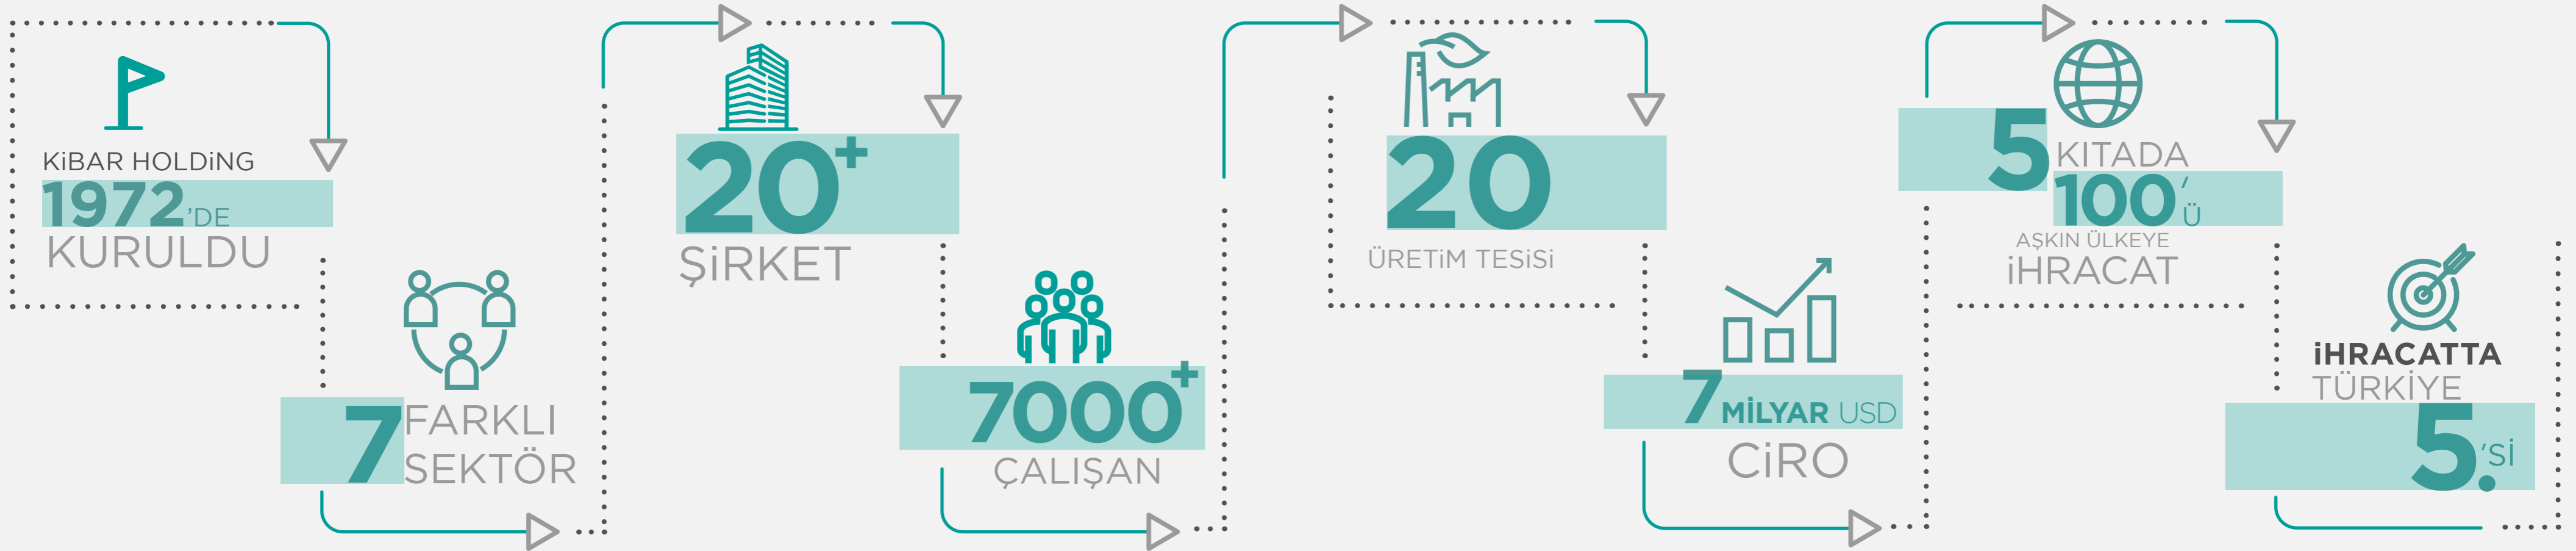 KiBAR HOLDiNG
1972'DE
KURULDU
7 FARKLI
SEKTÖR
20+
ŞiRKET
7000+
ÇALIŞAN
20
ÜRETiM TESiSi
7 MİLYAR USD
CiRO
5 KITADA
100'Ü
AŞKIN ÜLKEYE
iHRACAT
iHRACATTA
TÜRKİYE
5.'Sİ